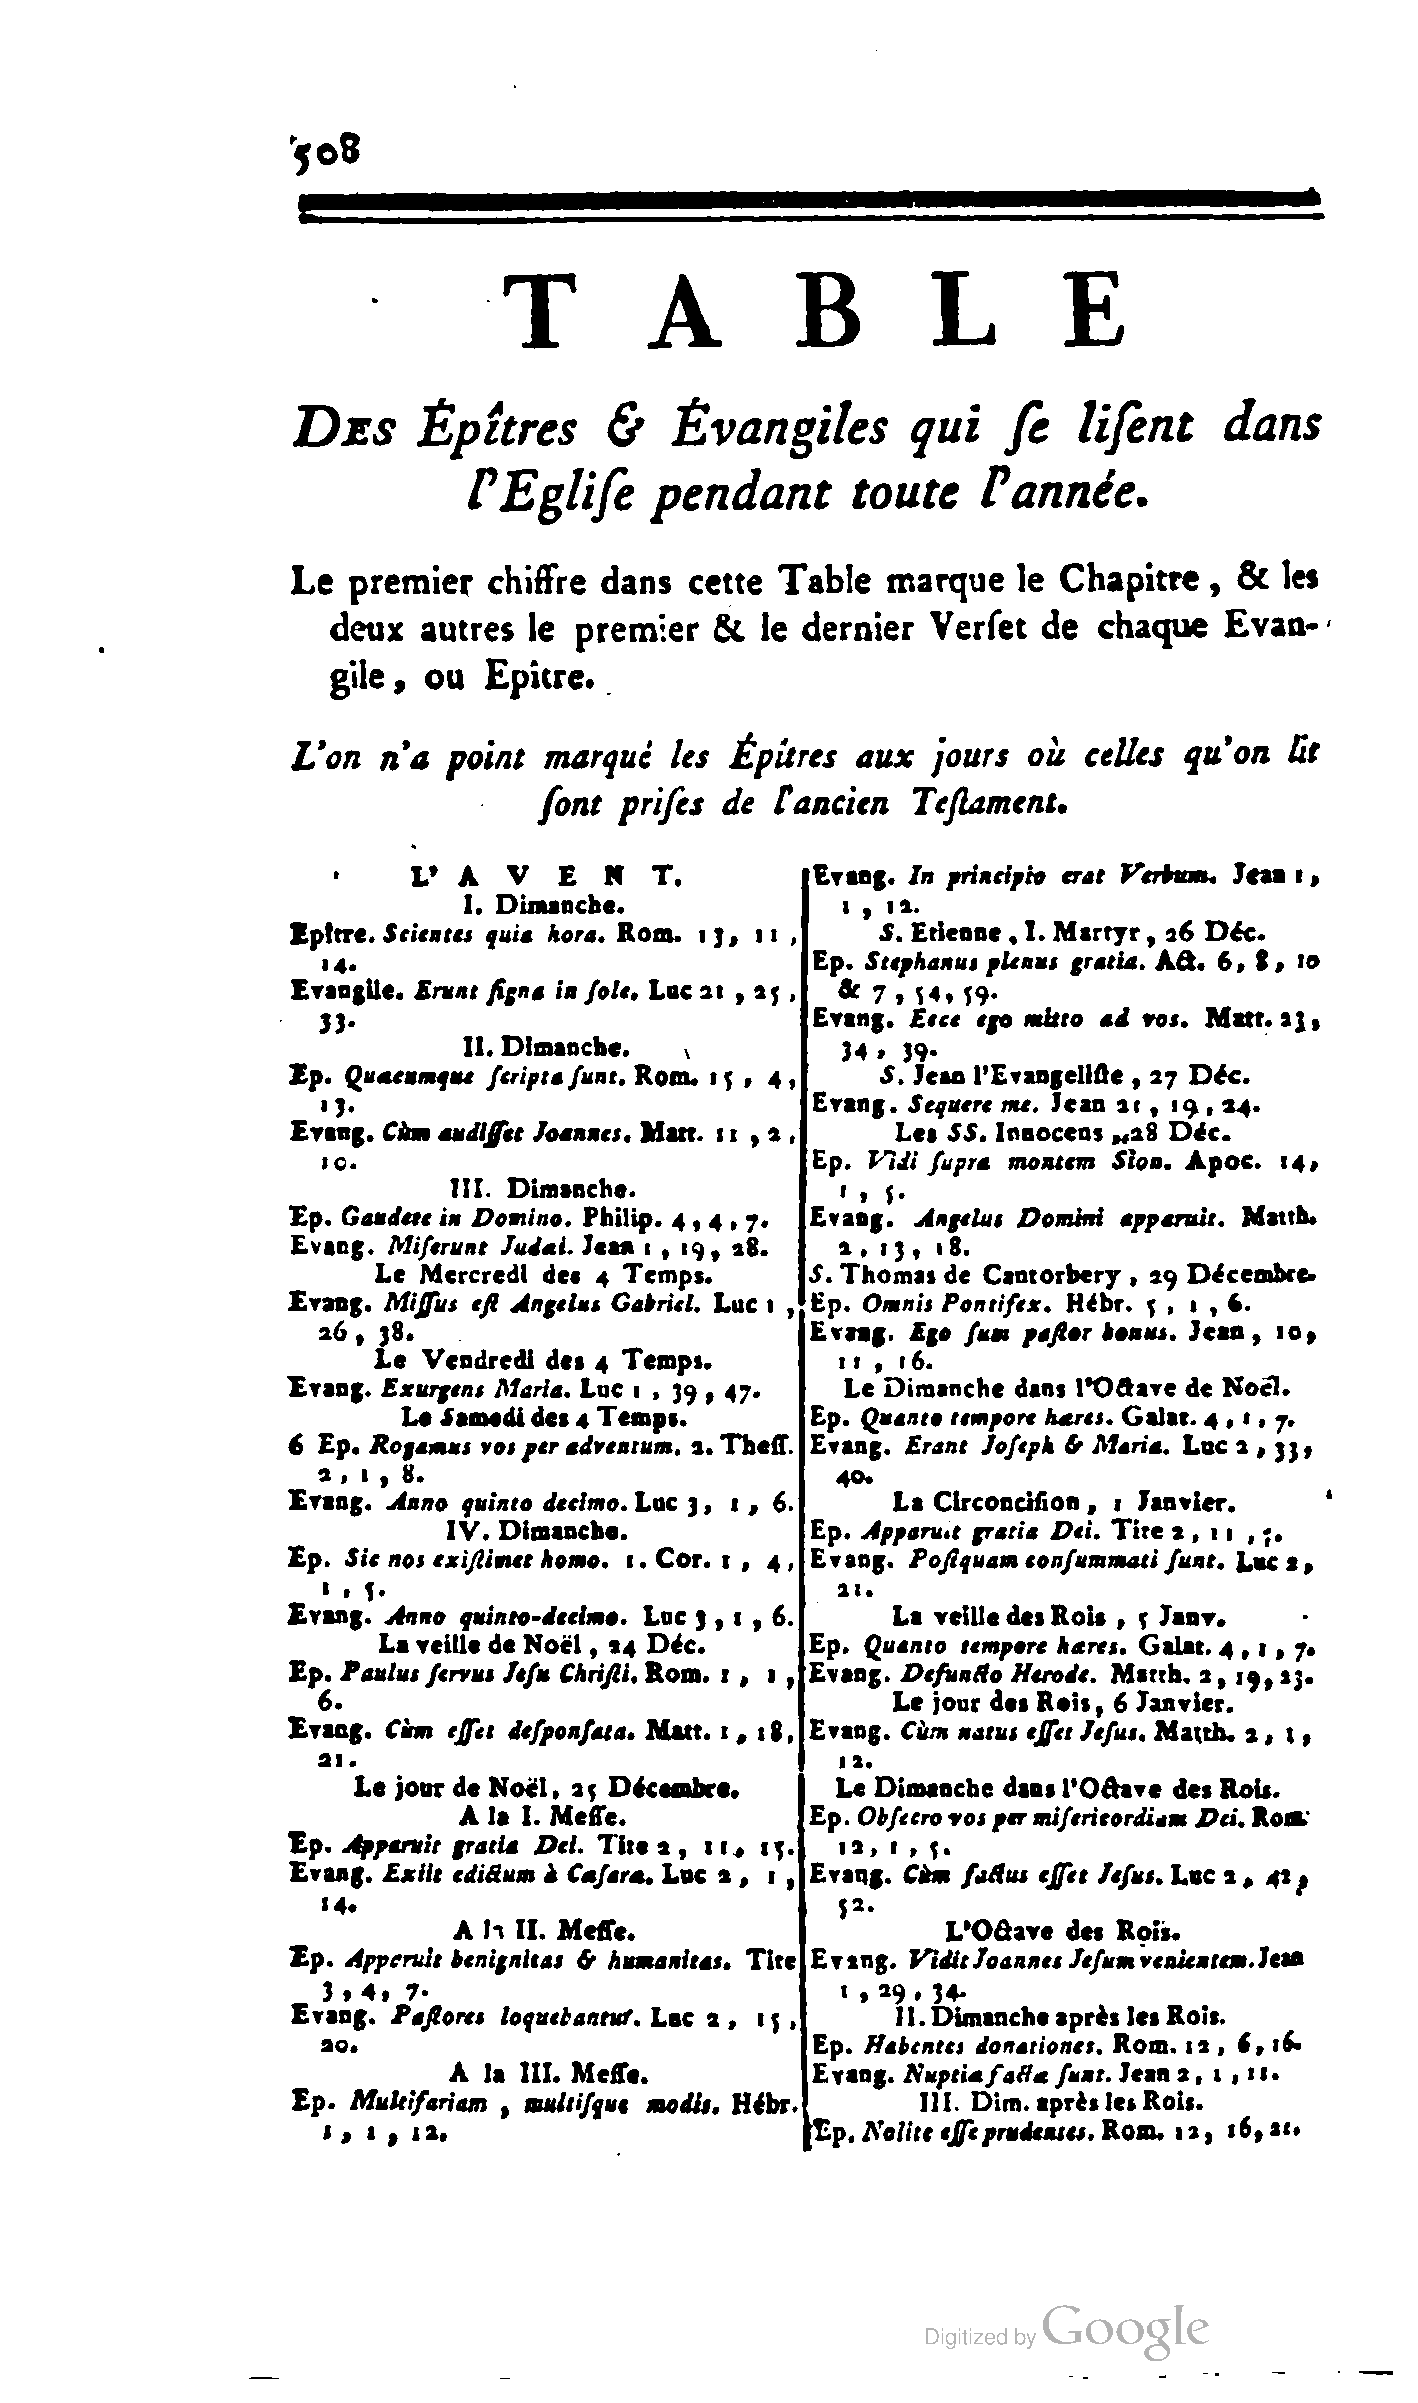 508
TABLE
DES Épîtres & Évangiles qui ſe liſent dans
l'Egliſe pendant toute l'année.
Le premier chiffre dans cette Table marque le Chapitre, & les
deux autres le premier & le dernier Verſet de chaque Evan-
gile, ou Epitre.
L'on n'a point marqué les Épîtres aux jours où celles qu'on lit
ſont priſes de l'ancien Teſtament.
L'AVENT.
I. Dimanche.
Epître. Scientes quia hora. Rom. 13, 11,
14.
Evangile. Erunt ſigna in ſole. Luc 21, 25,
33.
II. Dimanche.
Ep. Quæcumque ſcripta ſunt. Rom. 15, 4,
13.
Evang. Cùm audiſſet Joannes. Matt. 11, 2,
10.
III. Dimanche.
Ep. Gaudete in Domino. Philip. 4, 4, 7.
Evang. Miſerunt Judæi. Jean 1, 19, 28.
Le Mercredi des 4 Temps.
Evang. Miſſus eſt Angelus Gabriel. Luc 1,
26, 38.
Le Vendredi des 4 Temps.
Evang. Exurgens Maria. Luc 1, 39, 47.
Le Samedi des 4 Temps.
6 Ep. Rogamus vos per adventum. 2. Theſſ.
2, 1, 8.
Evang. Anno quinto decimo. Luc 3, 1, 6.
IV. Dimanche.
Ep. Sic nos exiſtimet homo. 1. Cor. 1, 4,
1, 5.
Evang. Anno quinto-decimo. Luc 3, 1, 6.
La veille de Noël, 24 Déc.
Ep. Paulus ſervus Jeſu Chriſti. Rom. 1, 1,
6.
Evang. Cùm eſſet deſponſata. Matt. 1, 18,
21.
Le jour de Noël, 25 Décembre.
A la I. Meſſe.
Ep. Apparuit gratia Dei. Tite 2, 11, 15.
Evang. Exiit edictum à Cæſare. Luc 2, 1,
14.
A la II. Meſſe.
Ep. Apperuit benignitas & humanitas. Tite
3, 4, 7.
Evang. Paſtores loquebantur. Luc 2, 15,
20.
A la III. Meſſe.
Ep. Multifariam, multiſque modis. Hébr.
1, 1, 12.
Evang. In principio erat Verbum. Jean 1,
1, 12.
S. Etienne, I. Martyr, 26 Déc.
Ep. Stephanus plenus gratia. Act. 6, 8, 10
& 7, 54, 59.
Evang. Ecce ego mitto ad vos. Matt. 23,
34, 39.
S. Jean l'Evangeliſte, 27 Déc.
Evang. Sequere me. Jean 21, 19, 24.
Les SS. Innocens, 28 Déc.
Ep. Vidi ſupra montem Sion. Apoc. 14,
1, 5.
Evang. Angelus Domini apparuit. Matth.
2, 13, 18.
S. Thomas de Cantorbery, 29 Décembre.
Ep. Omnis Pontifex. Hébr. 5, 1, 6.
Evang. Ego ſum paſtor bonus. Jean, 10,
11, 16.
Le Dimanche dans l'Octave de Noël.
Ep. Quanto tempore hæres. Galat. 4, 1, 7.
Evang. Erant Joſeph & Maria. Luc 2, 33,
40.
La Circoncifion, 1 Janvier.
Ep. Apparuit gratia Dei. Tite 2, 11,
Evang. Poſtquam conſummati ſunt. Luc 2,
21.
La veille des Rois, 5 Janv.
Ep. Quanto tempore hæres. Galat. 4, 1, 7.
Evang. Defuncto Herode. Matth. 2, 19, 23.
Le jour des Rois, 6 Janvier.
Evang. Cùm natus eſſet Jeſus. Matth. 2, 1,
12.
Le Dimanche dans l'Octave des Rois.
Ep. Obſecro vos per miſericordiam Dei. Rom.
12, 1, 5.
Evang. Cùm factus eſſet Jeſus. Luc 2, 42,
52.
L'Octave des Rois.
Evang. Vidit Joannes Jeſum venientem. Jean
1, 29, 34.
II. Dimanche après les Rois.
Ep. Habentes donationes. Rom. 12, 6, 16.
Evang. Nuptiæ factæ ſunt. Jean 2, 1, 11.
III. Dim. après les Rois.
Ep. Nolite eſſe prudentes. Rom. 12, 16, 21.
Digitized by Google